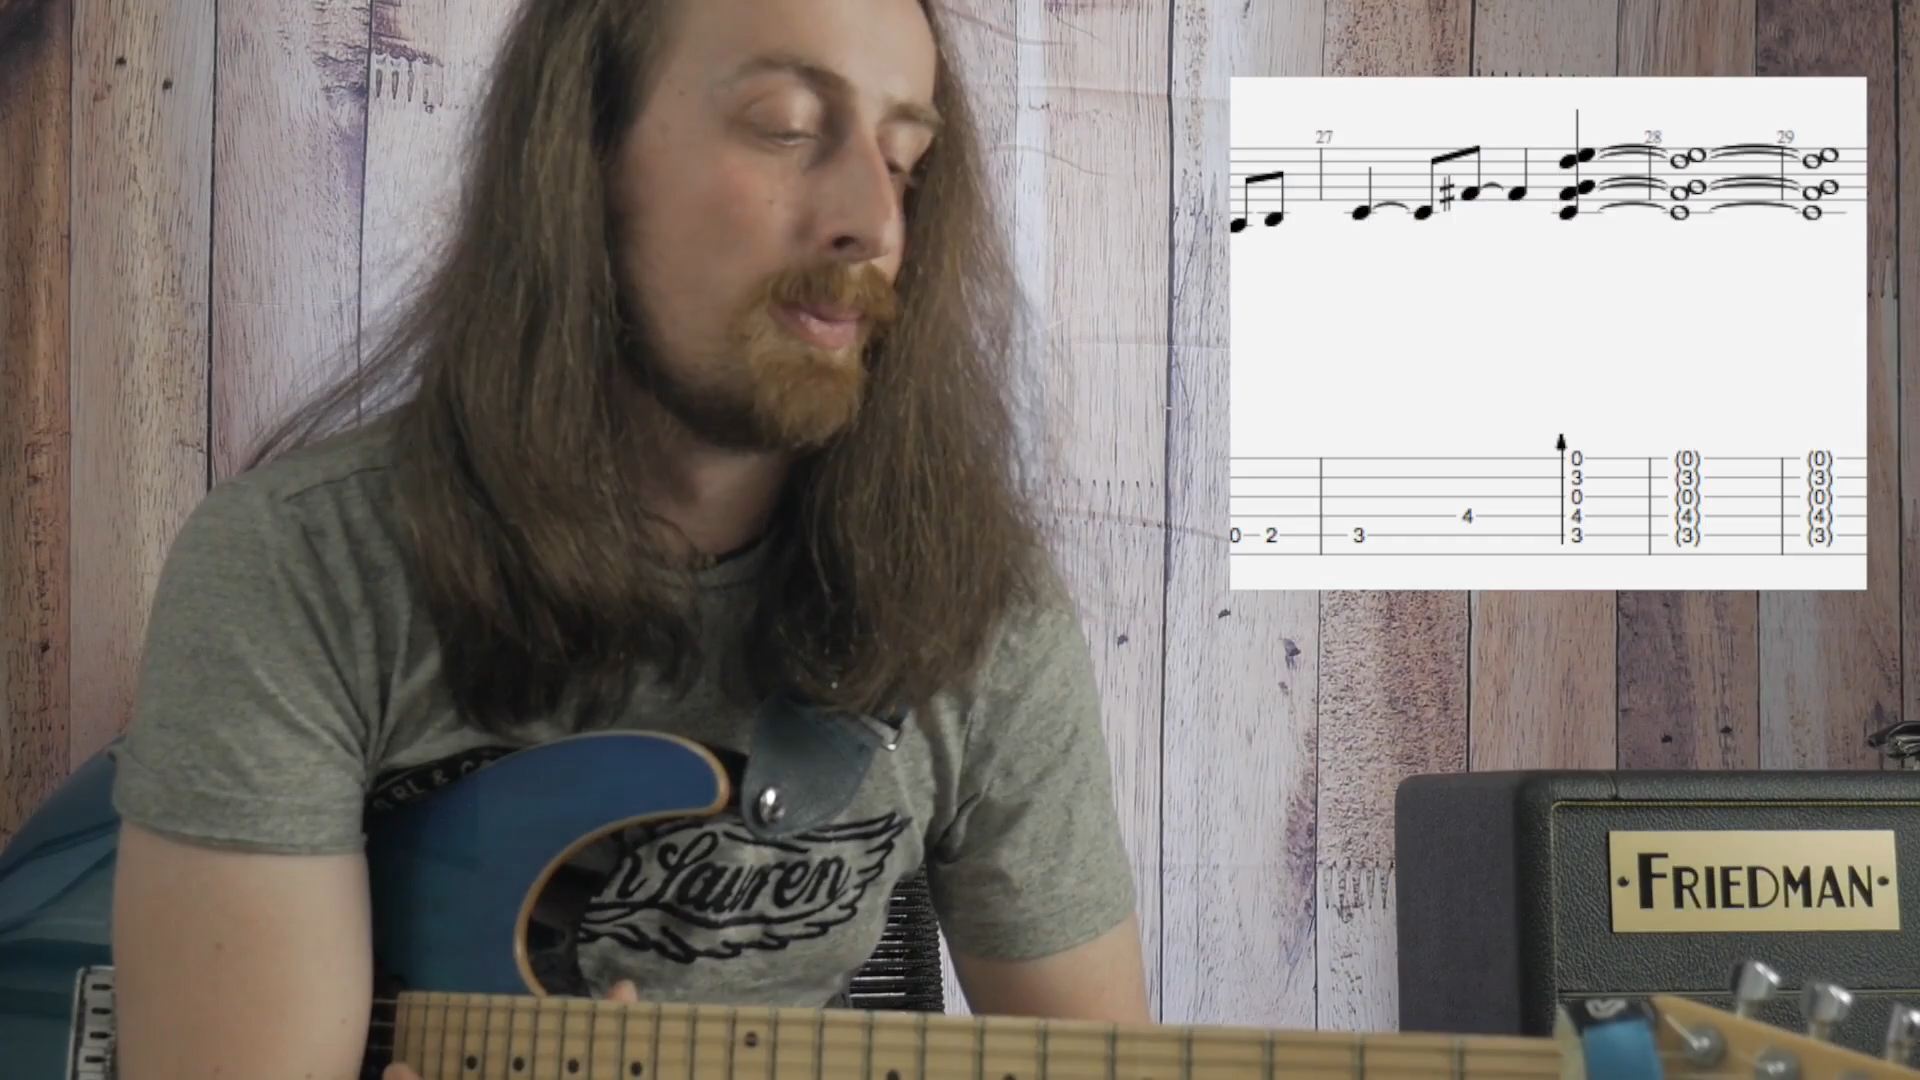 27 28 29
0 (0) (0)
3 (3) (3)
0 (0) (0)
4 4 (4) (4)
0 2 3 3 (3) (3)
Lauren
•FRIEDMAN•